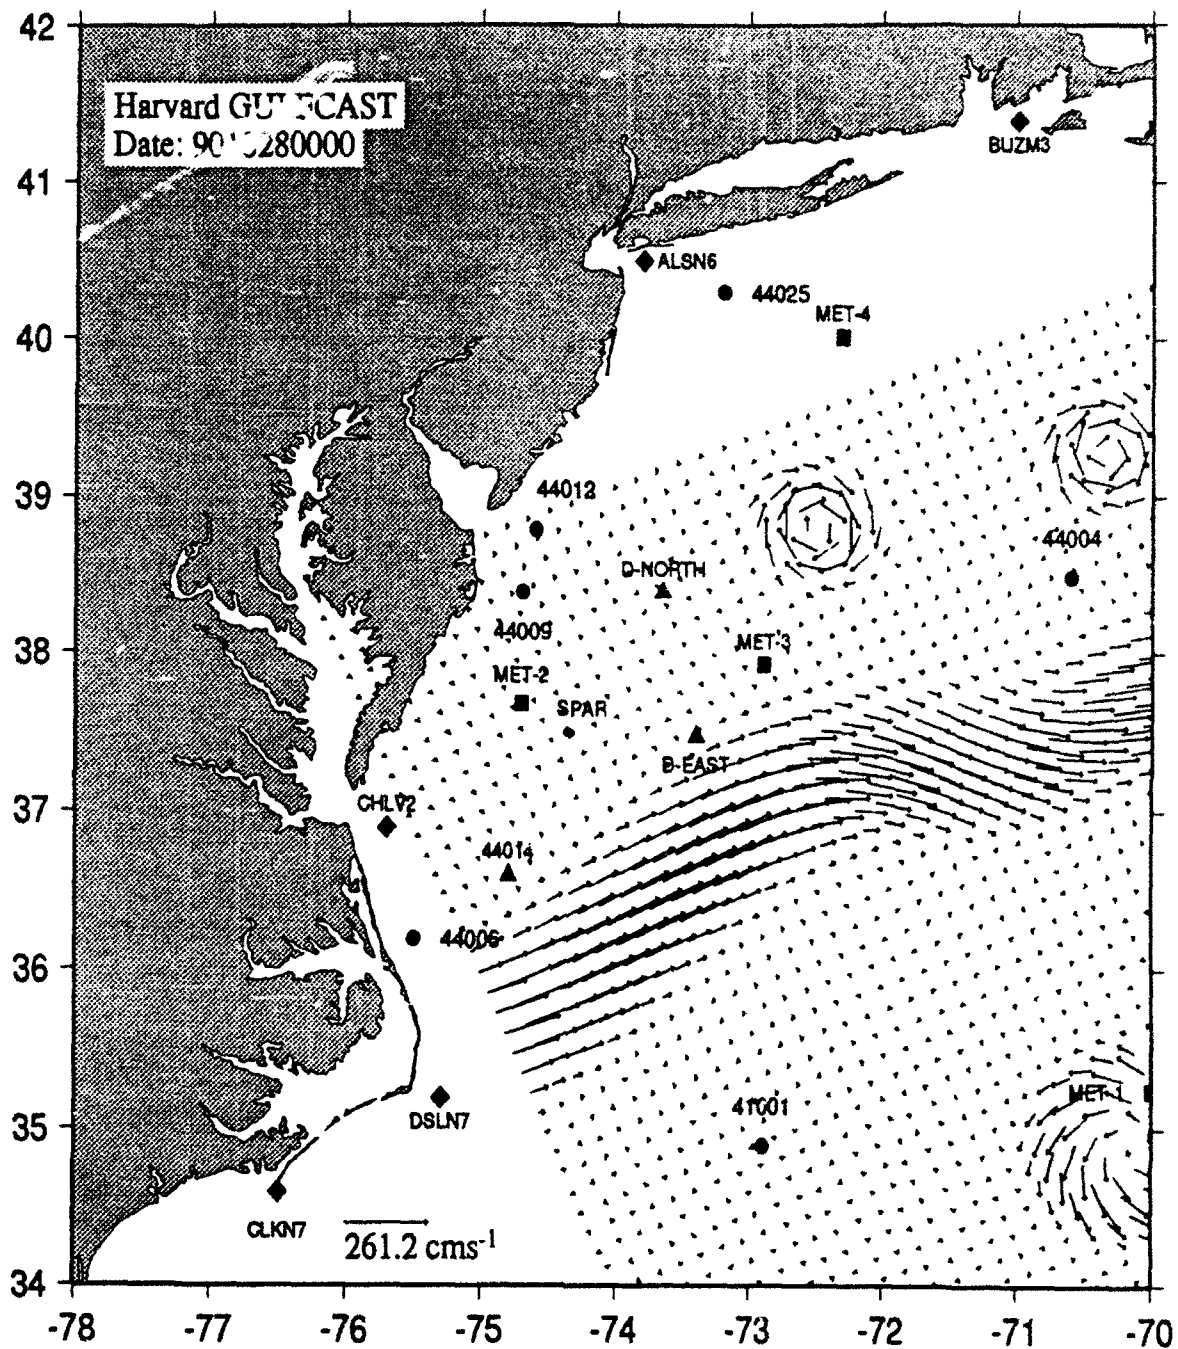 42
Harvard
Date:
BUZM3
41
ALSN6
44025
MET-4
40
39
44012
44004
D-NORTH
44009
38
MET-3
MET-2
SPAR
B-EAST
37
CHLV2
44014
44006
36
MET-1
41001
35
DSLN7
CLKN7
261.2 cms⁻¹
34
-78 -77 -76 -75 -74 -73 -72 -71 -70